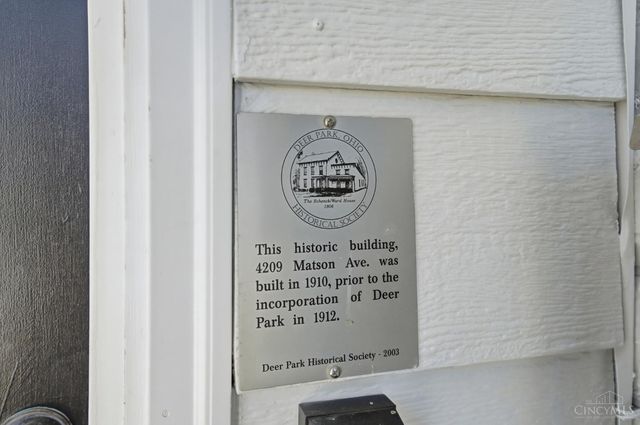 DEER PARK, OHIO
The Schenck/Ward House
HISTORICAL SOCIETY
This historic building,
4209 Matson Ave. was
built in 1910, prior to the
incorporation of Deer
Park in 1912.
Deer Park Historical Society - 2003
CINCYMLS